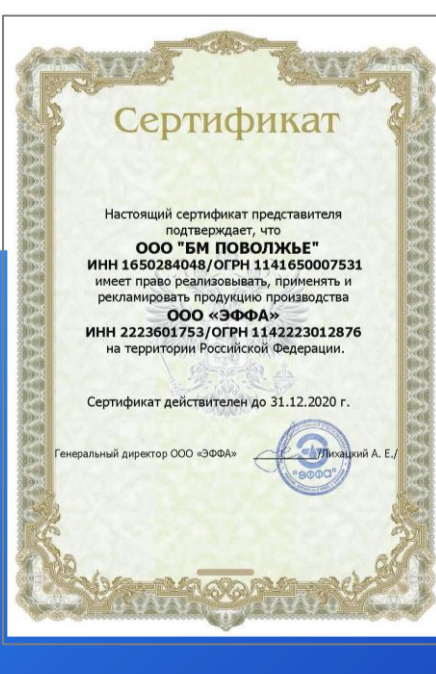 Сертификат
Настоящий сертификат представителя
подтверждает, что
ООО "БМ ПОВОЛЖЬЕ"
ИНН 1650284048/ОГРН 1141650007531
имеет право реализовывать, применять и
рекламировать продукцию производства
ООО «ЭФФА»
ИНН 2223601753/ОГРН 1142223012876
на территории Российской Федерации.
Сертификат действителен до 31.12.2020 г.
Генеральный директор ООО «ЭФФА» /Лихацкий А. Е./
"ЭФФА"